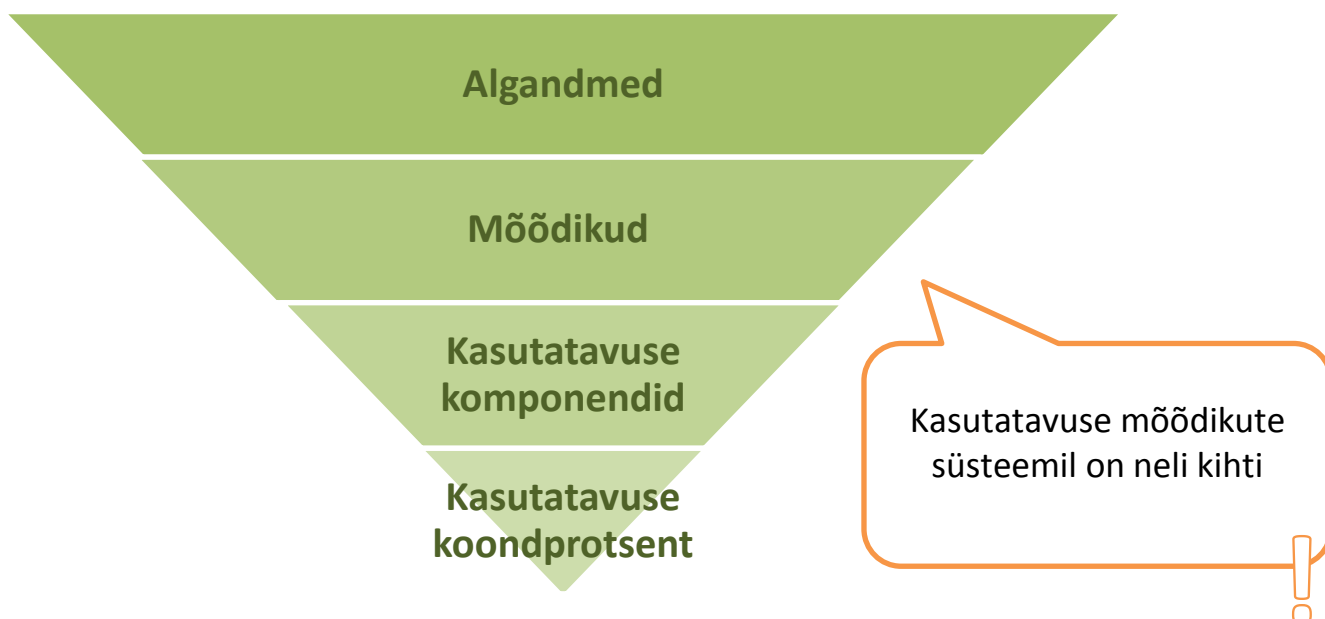 Algandmed
Mõõdikud
Kasutatavuse
komponendid
Kasutatavuse
koondprotsent
Kasutatavuse mõõdikute
süsteemil on neli kihti
!